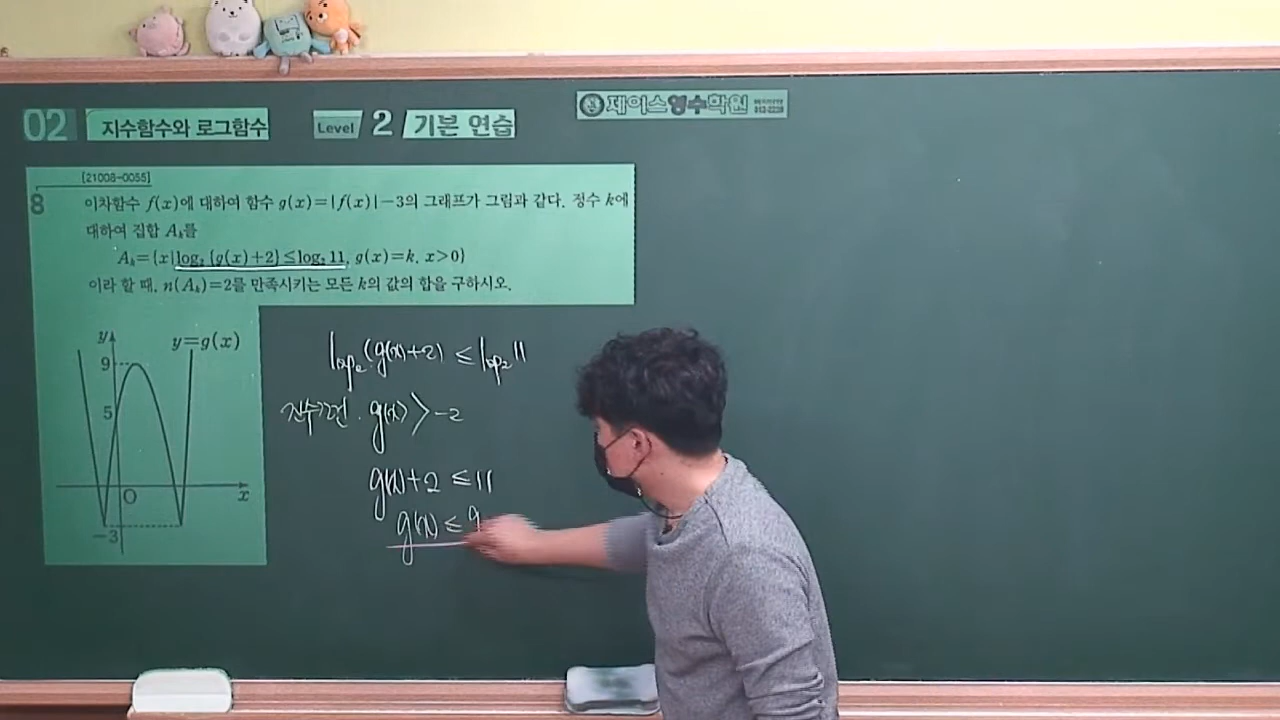 02 지수함수와 로그함수 Level 2 기본 연습
제이스영수학원
[21008-0055]
8 이차함수 f(x)에 대하여 함수 g(x)=|f(x)|-3의 그래프가 그림과 같다. 정수 k에
대하여 집합 Aₖ를
Aₖ={x|log₂{g(x)+2}≤log₂11, g(x)=k, x>0}
이라 할 때, n(Aₖ)=2를 만족시키는 모든 k의 값의 합을 구하시오.
y
y=g(x)
9
5
O
x
-3
log₂(g(x)+2) ≤ log₂11
진수조건. g(x) > -2
g(x)+2 ≤ 11
g(x) ≤ 9